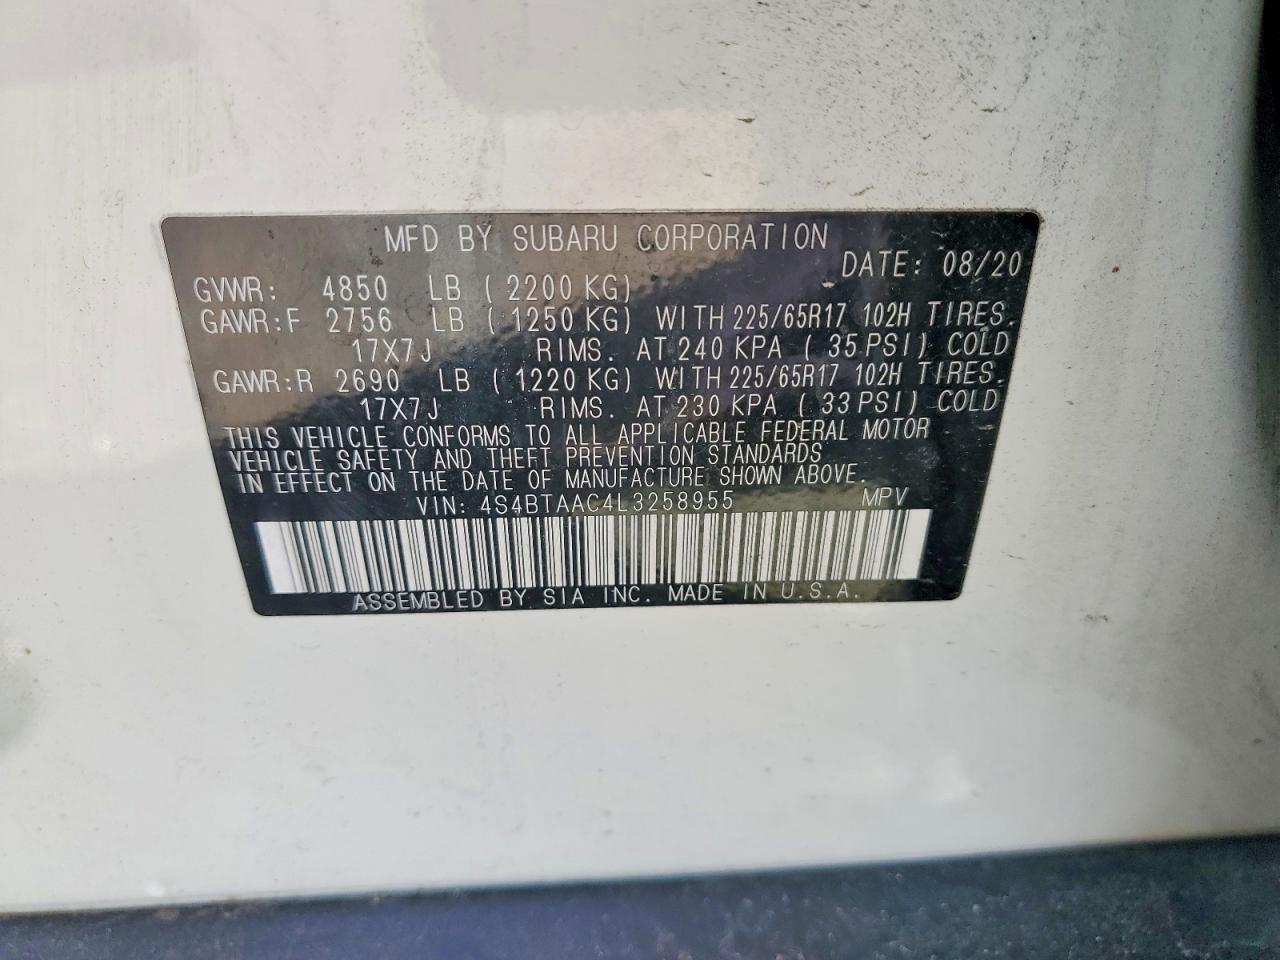 MFD BY SUBARU CORPORATION
DATE: 08/20
GVWR: 4850 LB ( 2200 KG)
GAWR:F 2756 LB ( 1250 KG) WITH 225/65R17 102H TIRES.
17X7J RIMS. AT 240 KPA ( 35 PSI) COLD
GAWR:R 2690 LB ( 1220 KG) WITH 225/65R17 102H TIRES.
17X7J RIMS. AT 230 KPA ( 33 PSI) COLD
THIS VEHICLE CONFORMS TO ALL APPLICABLE FEDERAL MOTOR
VEHICLE SAFETY AND THEFT PREVENTION STANDARDS
IN EFFECT ON THE DATE OF MANUFACTURE SHOWN ABOVE.
VIN: 4S4BTAAC4L3258955 MPV
ASSEMBLED BY SIA INC. MADE IN U.S.A.